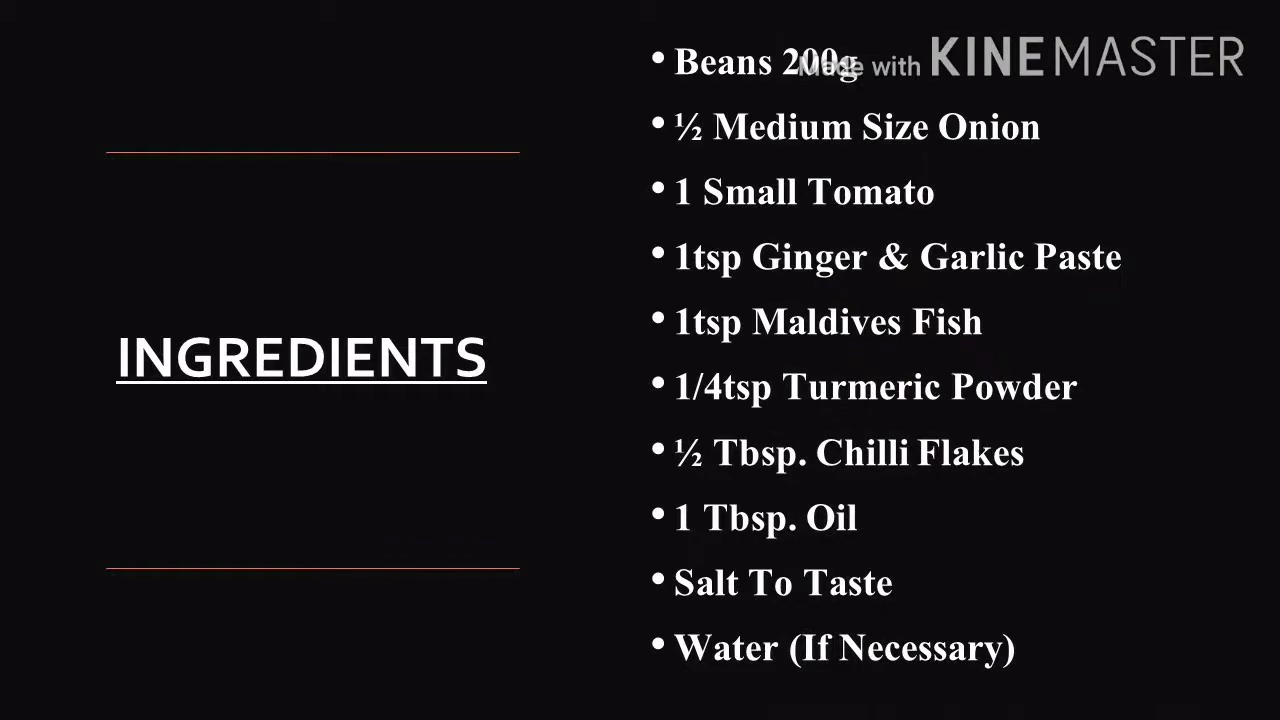 INGREDIENTS
• Beans 200g
Made with KINEMASTER
• ½ Medium Size Onion
• 1 Small Tomato
• 1tsp Ginger & Garlic Paste
• 1tsp Maldives Fish
• 1/4tsp Turmeric Powder
• ½ Tbsp. Chilli Flakes
• 1 Tbsp. Oil
• Salt To Taste
• Water (If Necessary)